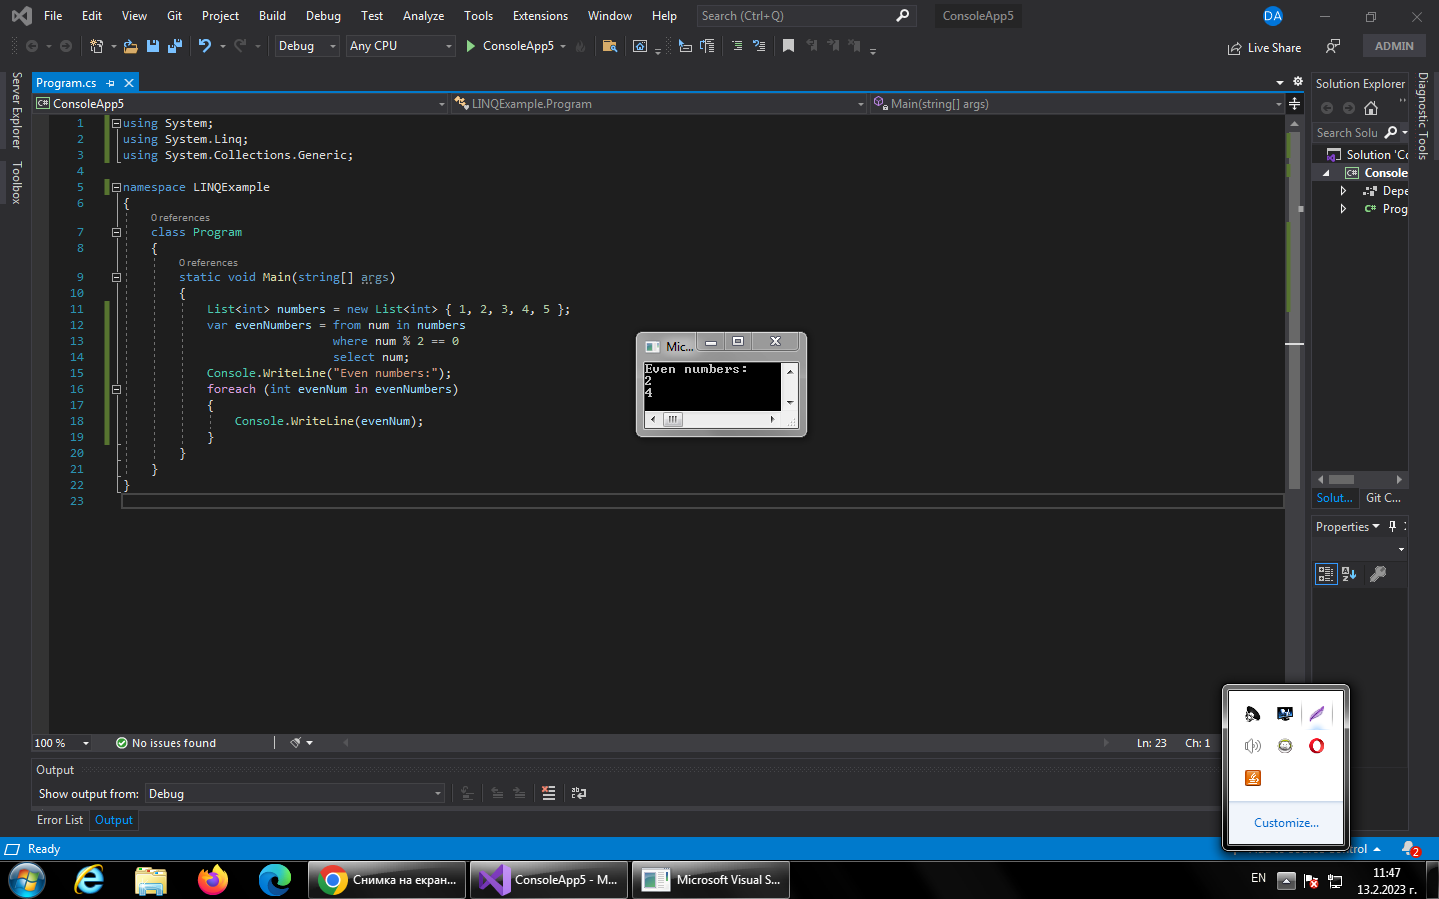 File Edit View Git Project Build Debug Test Analyze Tools Extensions Window Help Search (Ctrl+Q) ConsoleApp5 DA
Debug Any CPU ConsoleApp5 Live Share ADMIN
Program.cs
ConsoleApp5 LINQExample.Program Main(string[] args)
1 using System;
2 using System.Linq;
3 using System.Collections.Generic;
4
5 namespace LINQExample
6 {
0 references
7 class Program
8 {
0 references
9 static void Main(string[] args)
10 {
11 List<int> numbers = new List<int> { 1, 2, 3, 4, 5 };
12 var evenNumbers = from num in numbers
13 where num % 2 == 0
14 select num;
15 Console.WriteLine("Even numbers:");
16 foreach (int evenNum in evenNumbers)
17 {
18 Console.WriteLine(evenNum);
19 }
20 }
21 }
22 }
23
Mic...
Even numbers:
2
4
Server Explorer
Toolbox
Solution Explorer
Search Solu
Solution 'Co
Console
Depe
Prog
Solut... Git C...
Properties
Diagnostic Tools
100 % No issues found Ln: 23 Ch: 1
Output
Show output from: Debug
Error List Output
Customize...
Ready
2
Снимка на екран... ConsoleApp5 - M... Microsoft Visual S...
EN 11:47
13.2.2023 г.